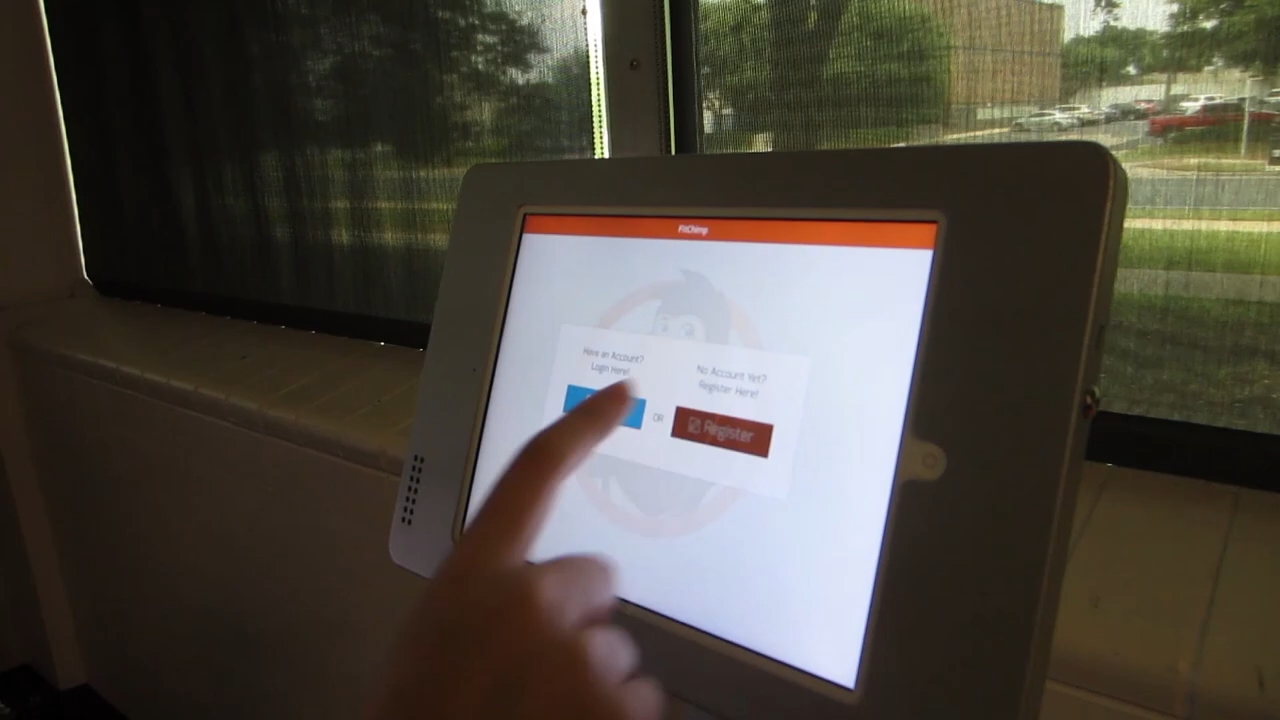 FitChimp
Have an Account?
Login Here!
No Account Yet?
Register Here!
OR
Register